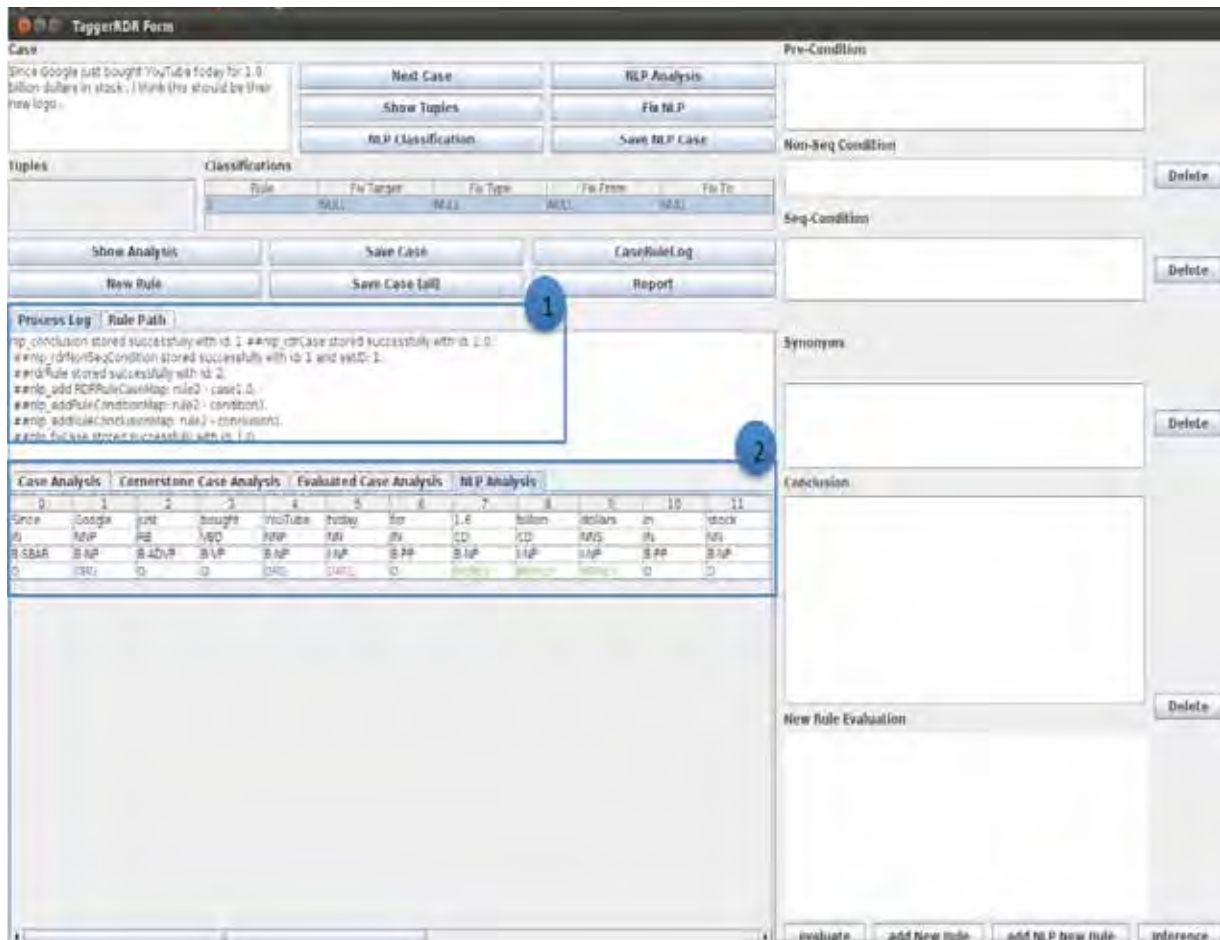 TaggerRDR Form
Case
Since Google just bought YouTube today for 1.6
billion dollars in stock , I think this should be their
new logo .
Next Case
NLP Analysis
Show Tuples
Fix NLP
NLP Classification
Save NLP Case
Tuples
Classifications
Rule Fix Target Fix Type Fix From Fix To
NULL NULL NULL NULL
Show Analysis
Save Case
CaseRuleLog
New Rule
Save Case (all)
Report
1
Process Log Rule Path
nlp_conclusion stored successfully with id: 1 ##nlp_rdrCase stored successfully with id: 1.0.
##nlp_rdrNonSeqCondition stored successfully with id: 1 and setID: 1.
##rdrRule stored successfully with id: 2.
##nlp_add RDRRuleCaseMap: rule2 - case1.0.
##nlp_addRuleConditionMap: rule2 - condition1.
##nlp_addRuleConclusionMap: rule2 - conclusion1.
##nlp_fixCase stored successfully with id: 1.0.
2
Case Analysis Cornerstone Case Analysis Evaluated Case Analysis NLP Analysis
0 1 2 3 4 5 6 7 8 9 10 11
Since Google just bought YouTube today for 1.6 billion dollars in stock
IN NNP RB VBD NNP NN IN CD CD NNS IN NN
B-SBAR B-NP B-ADVP B-VP B-NP I-NP B-PP B-NP I-NP I-NP B-PP B-NP
O ORG O O ORG DATE O MONEY MONEY MONEY O O
Pre-Condition
Non-Seq Condition
Delete
Seq-Condition
Delete
Synonyms
Delete
Conclusion
Delete
New Rule Evaluation
evaluate
add New Rule
add NLP New Rule
Inference